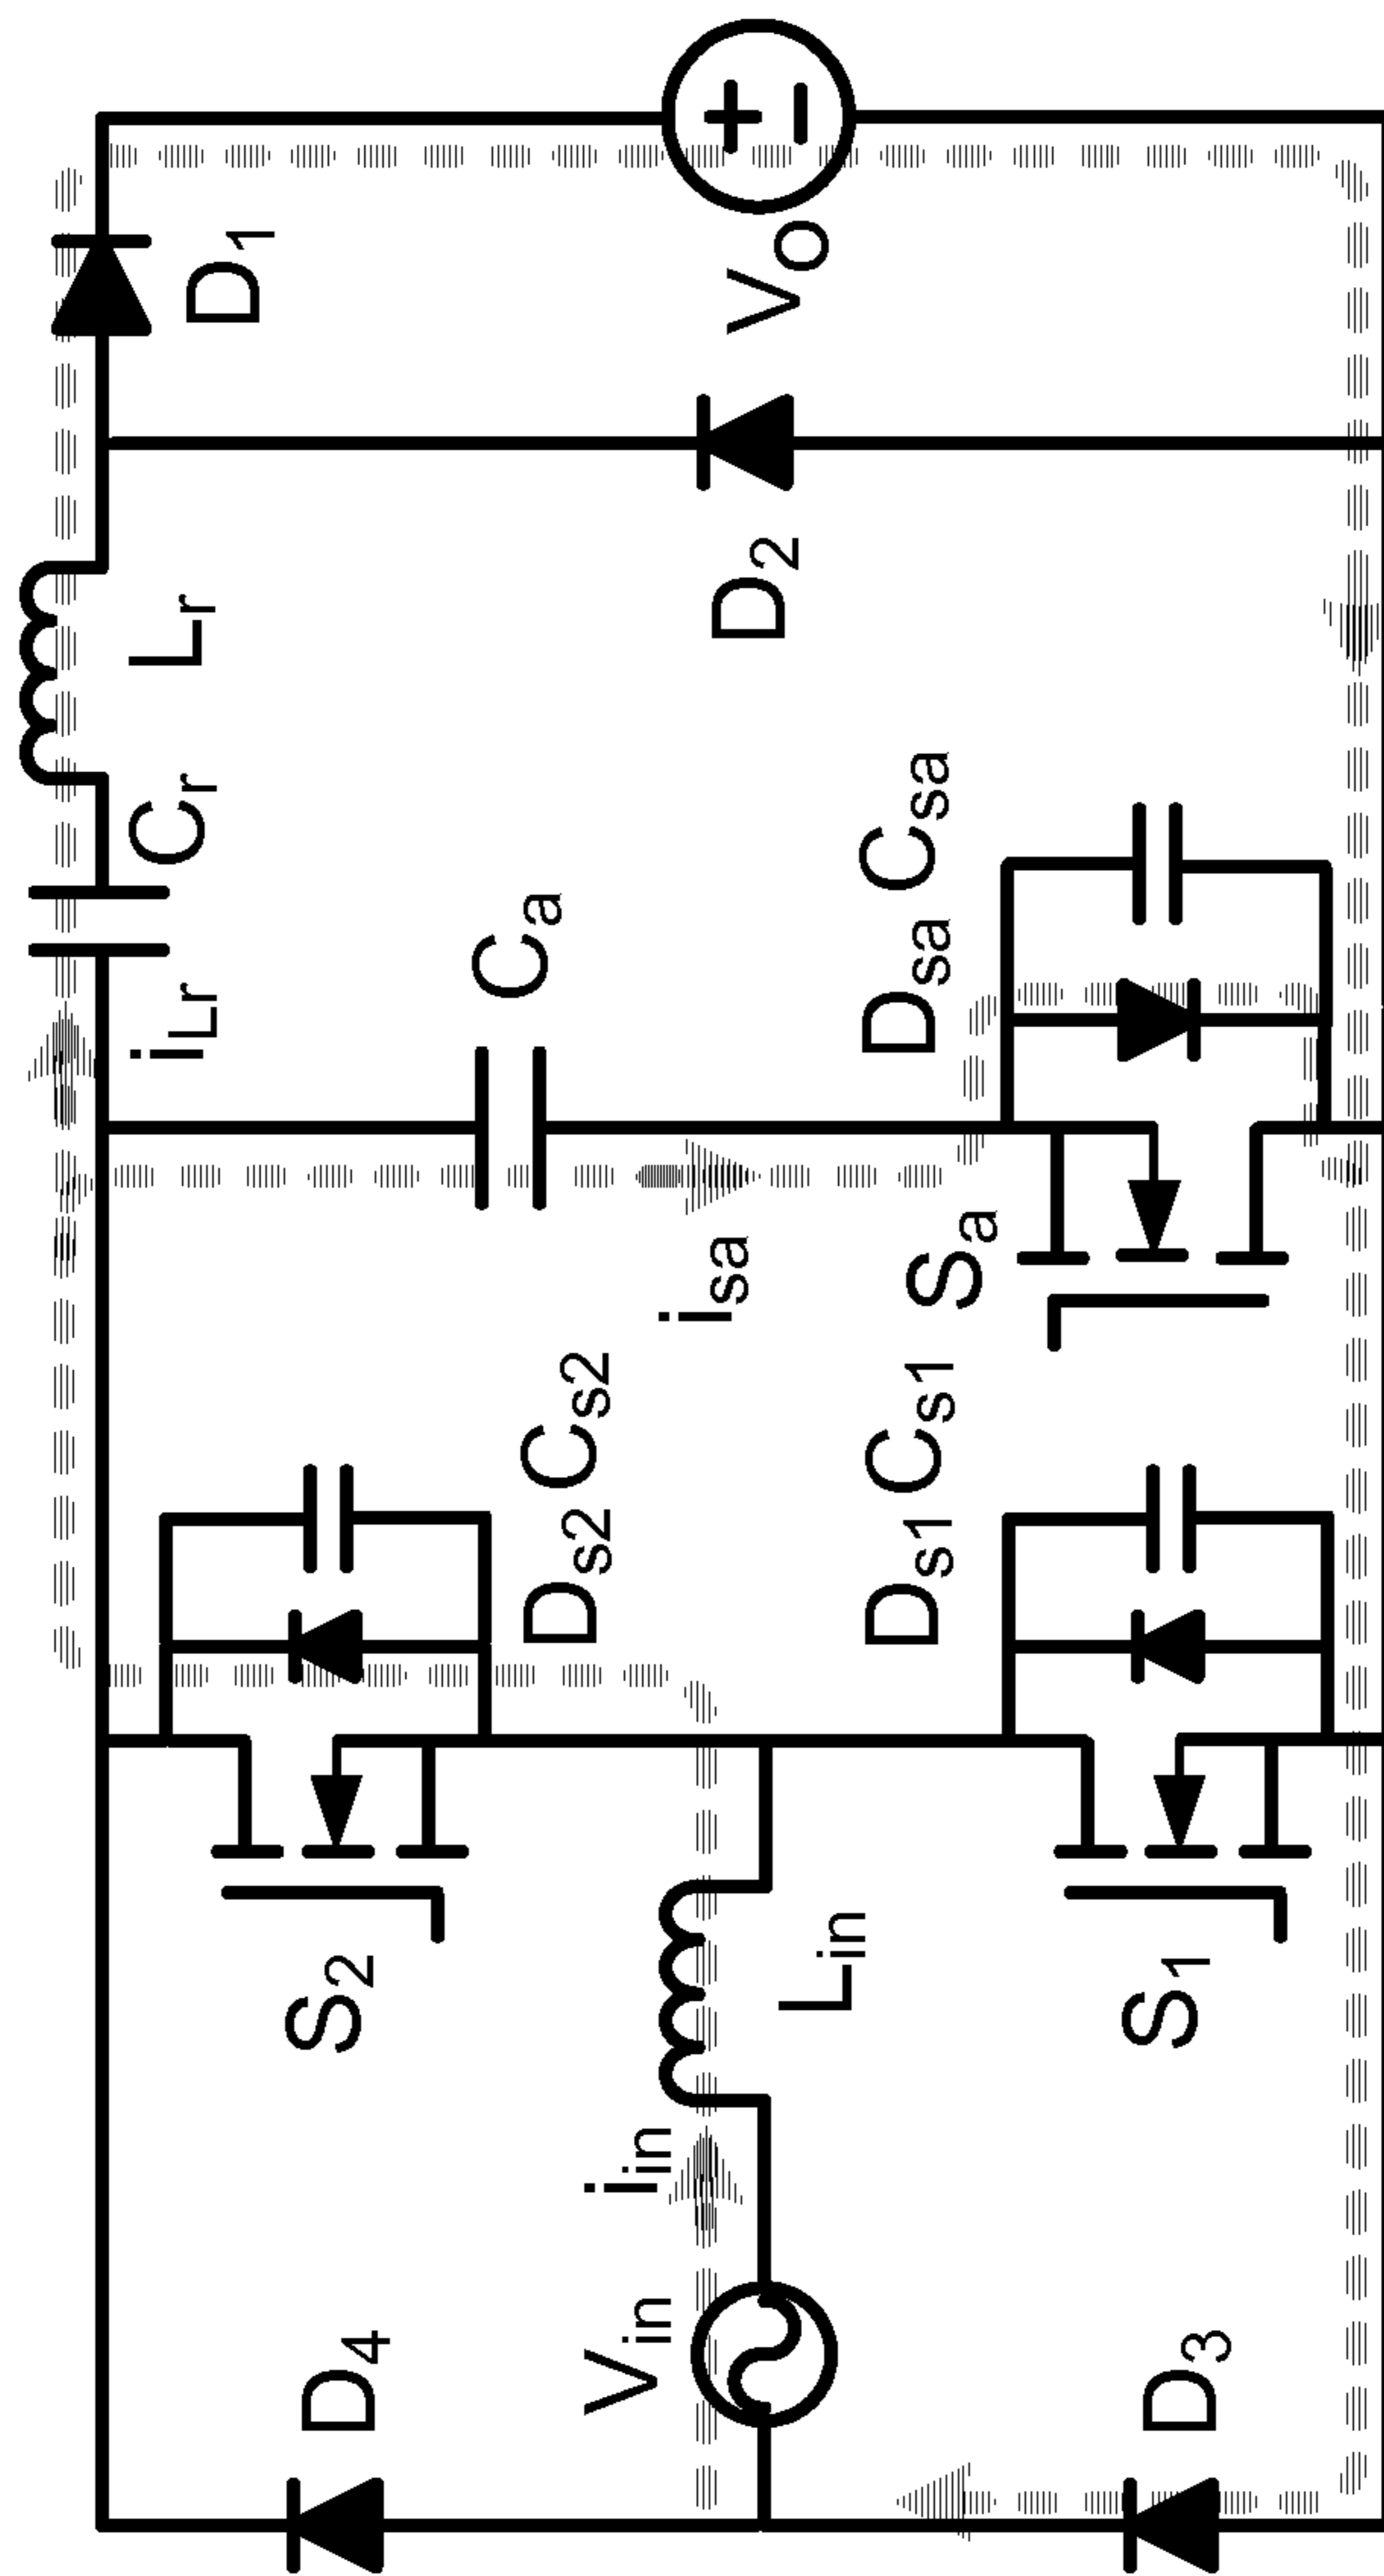 D4
Vin
iin
Lin
D3
S2
Ds2 Cs2
S1
Ds1 Cs1
isa
Ca
Sa
Dsa Csa
iLr
Cr
Lr
D2
D1
Vo
+
−